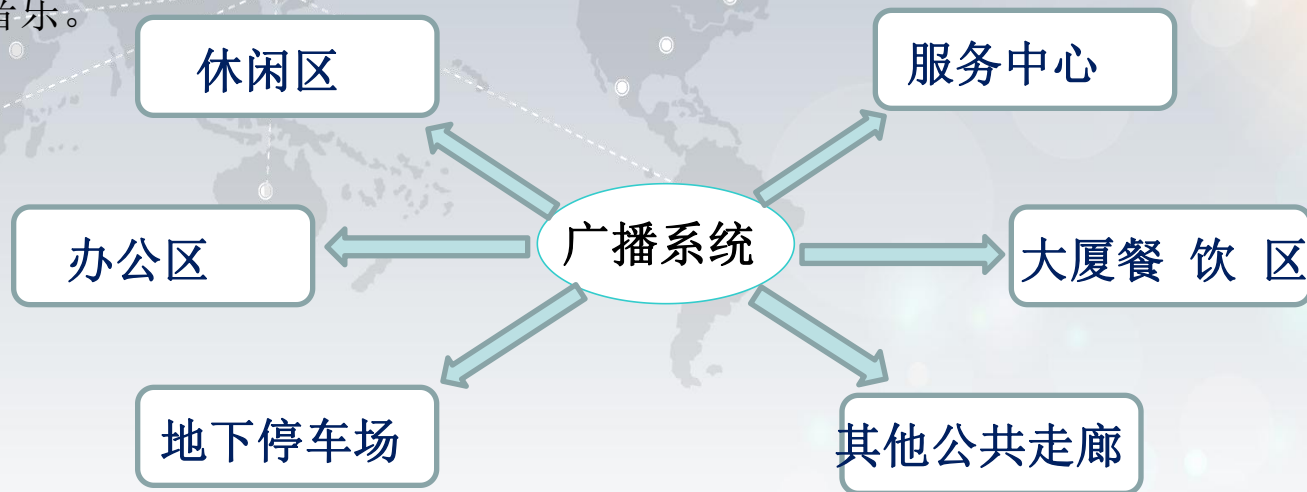 音乐。
休闲区
服务中心
广播系统
办公区
大厦餐 饮 区
地下停车场
其他公共走廊